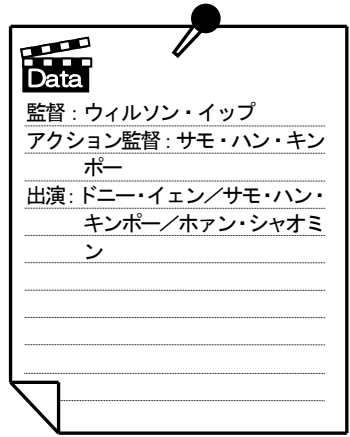 Data
監督：ウィルソン・イップ
アクション監督：サモ・ハン・キン
ポー
出演：ドニー・イェン／サモ・ハン・
キンポー／ホァン・シャオミ
ン